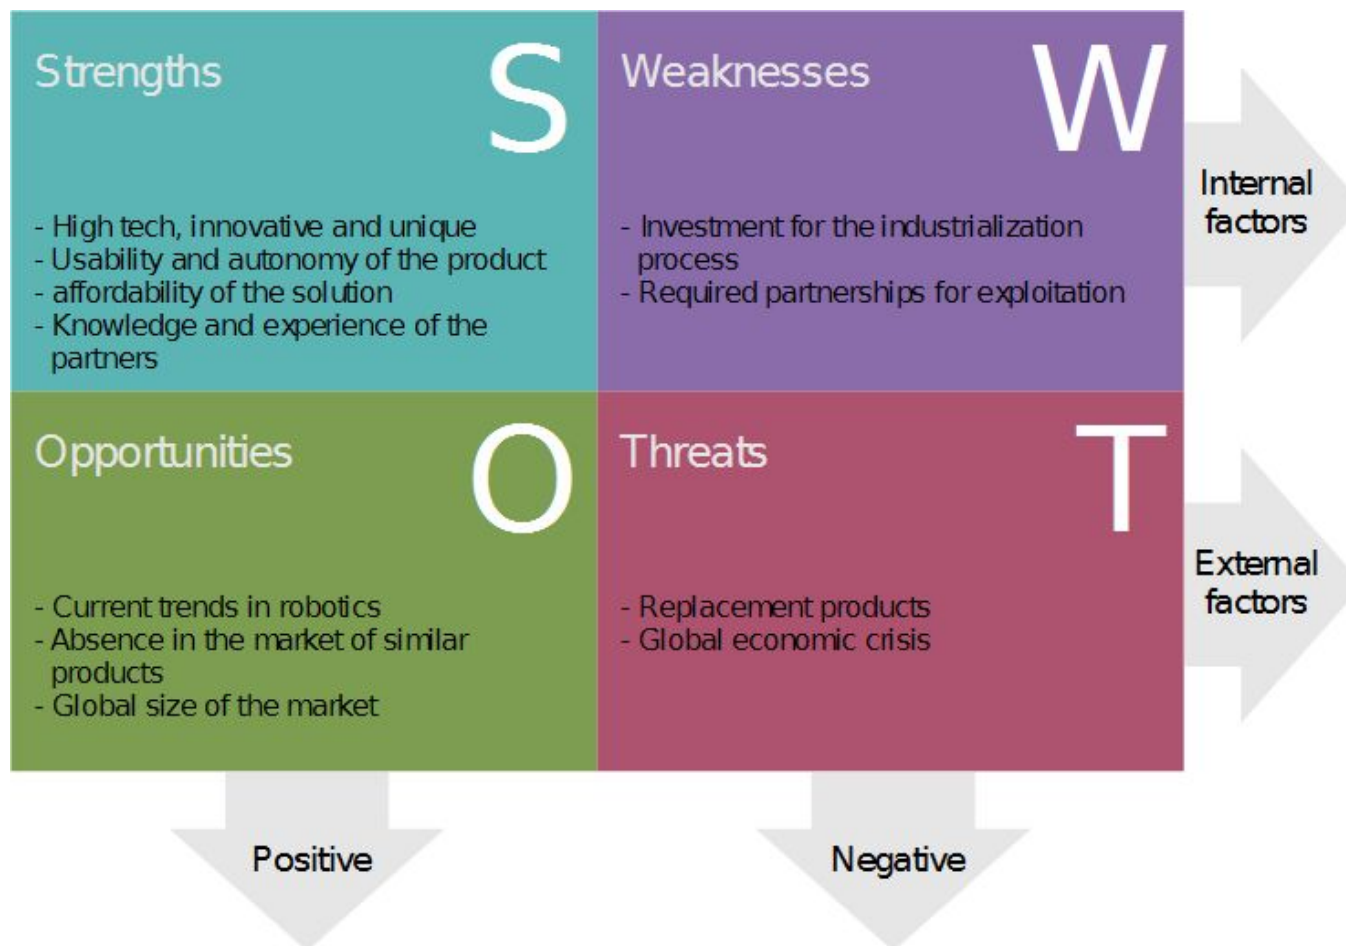 Strengths
S
- High tech, innovative and unique
- Usability and autonomy of the product
- affordability of the solution
- Knowledge and experience of the
partners
Weaknesses
W
- Investment for the industrialization
process
- Required partnerships for exploitation
Internal
factors
Opportunities
O
- Current trends in robotics
- Absence in the market of similar
products
- Global size of the market
Threats
T
- Replacement products
- Global economic crisis
External
factors
Positive
Negative